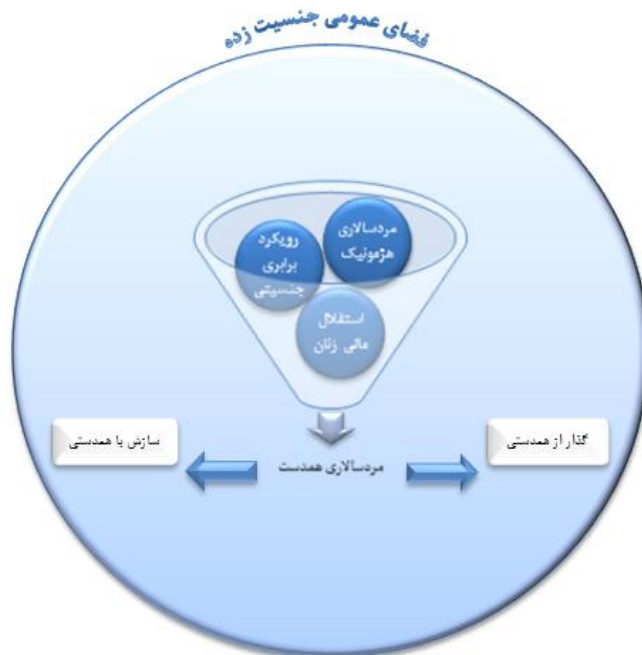 فضای عمومی جنسیت زده
مردسالاری
هژمونیک
رویکرد
برابری
جنسیتی
استقلال
مالی زنان
گذار از همدستی
سازش با همدستی
مردسالاری همدست